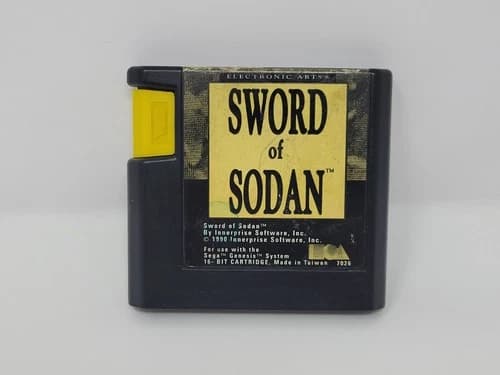 ELECTRONIC ARTS®
SWORD
of
SODAN™
Sword of Sodan™
By Innerprise Software, Inc.
© 1990 Innerprise Software, Inc.
For use with the
Sega™ Genesis™ System
16-BIT CARTRIDGE, Made in Taiwan 7026
EOA